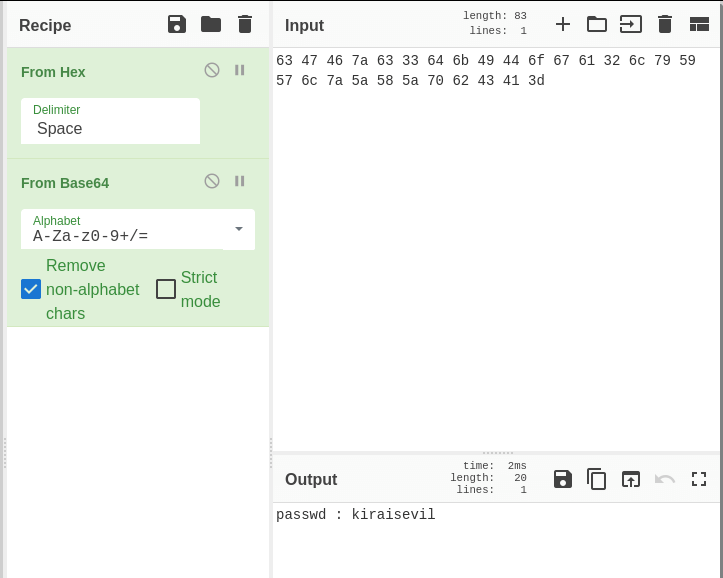 Recipe
From Hex
Delimiter
Space
From Base64
Alphabet
A-Za-z0-9+/=
Remove
non-alphabet
chars
Strict
mode
Input
length: 83
lines: 1
63 47 46 7a 63 33 64 6b 49 44 6f 67 61 32 6c 79 59
57 6c 7a 5a 58 5a 70 62 43 41 3d
Output
time: 2ms
length: 20
lines: 1
passwd : kiraisevil